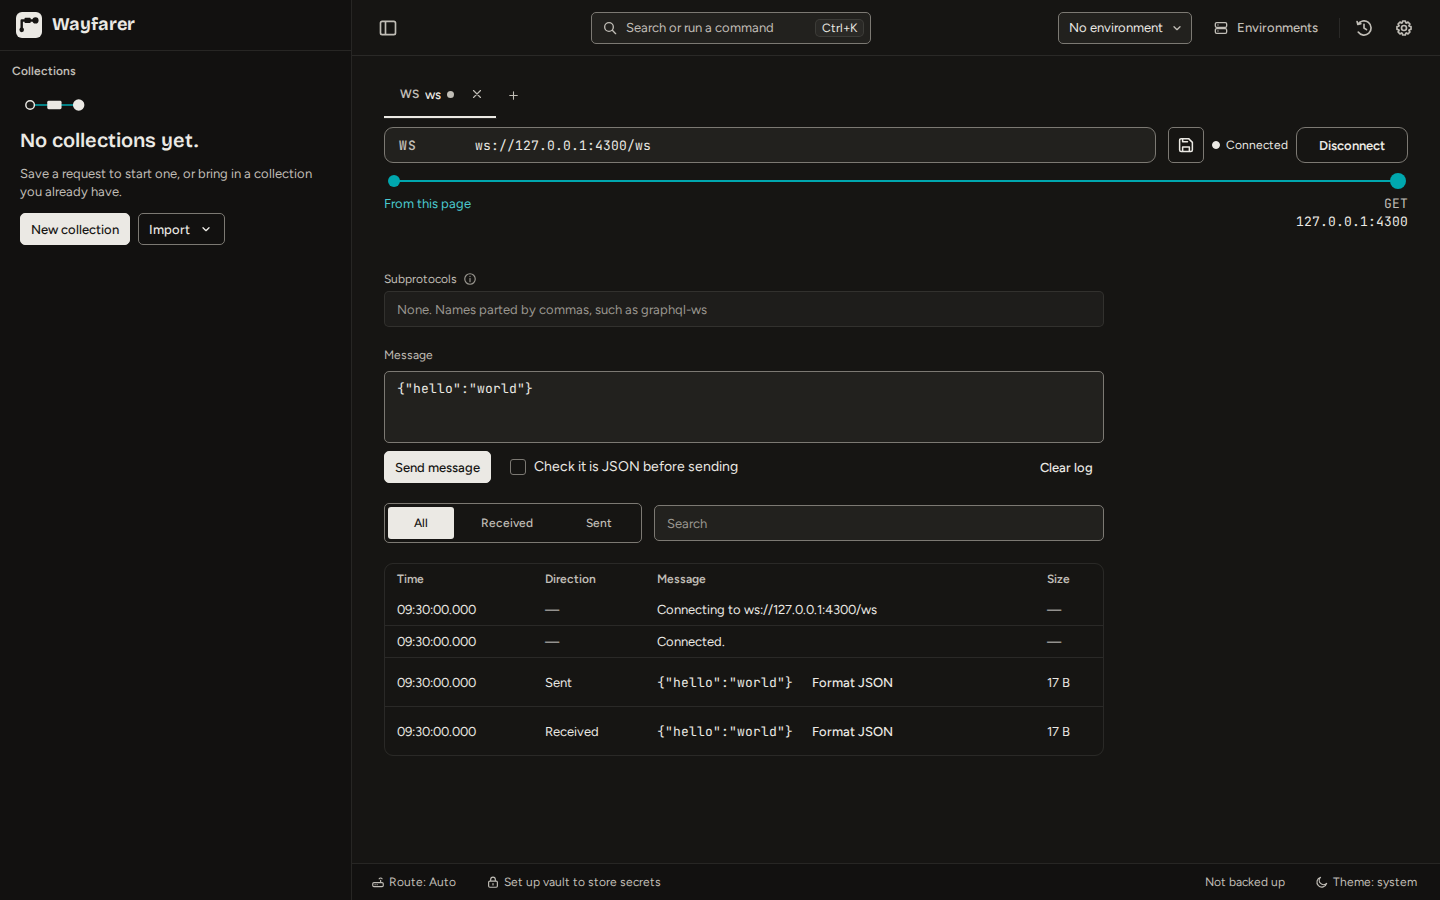 Wayfarer
Search or run a command Ctrl+K
No environment
Environments
Collections
No collections yet.
Save a request to start one, or bring in a collection
you already have.
New collection
Import
WS ws
WS ws://127.0.0.1:4300/ws
Connected
Disconnect
From this page
GET
127.0.0.1:4300
Subprotocols
None. Names parted by commas, such as graphql-ws
Message
{"hello":"world"}
Send message
Check it is JSON before sending
Clear log
All Received Sent
Search
Time Direction Message Size
09:30:00.000 — Connecting to ws://127.0.0.1:4300/ws —
09:30:00.000 — Connected. —
09:30:00.000 Sent {"hello":"world"} Format JSON 17 B
09:30:00.000 Received {"hello":"world"} Format JSON 17 B
Route: Auto
Set up vault to store secrets
Not backed up
Theme: system